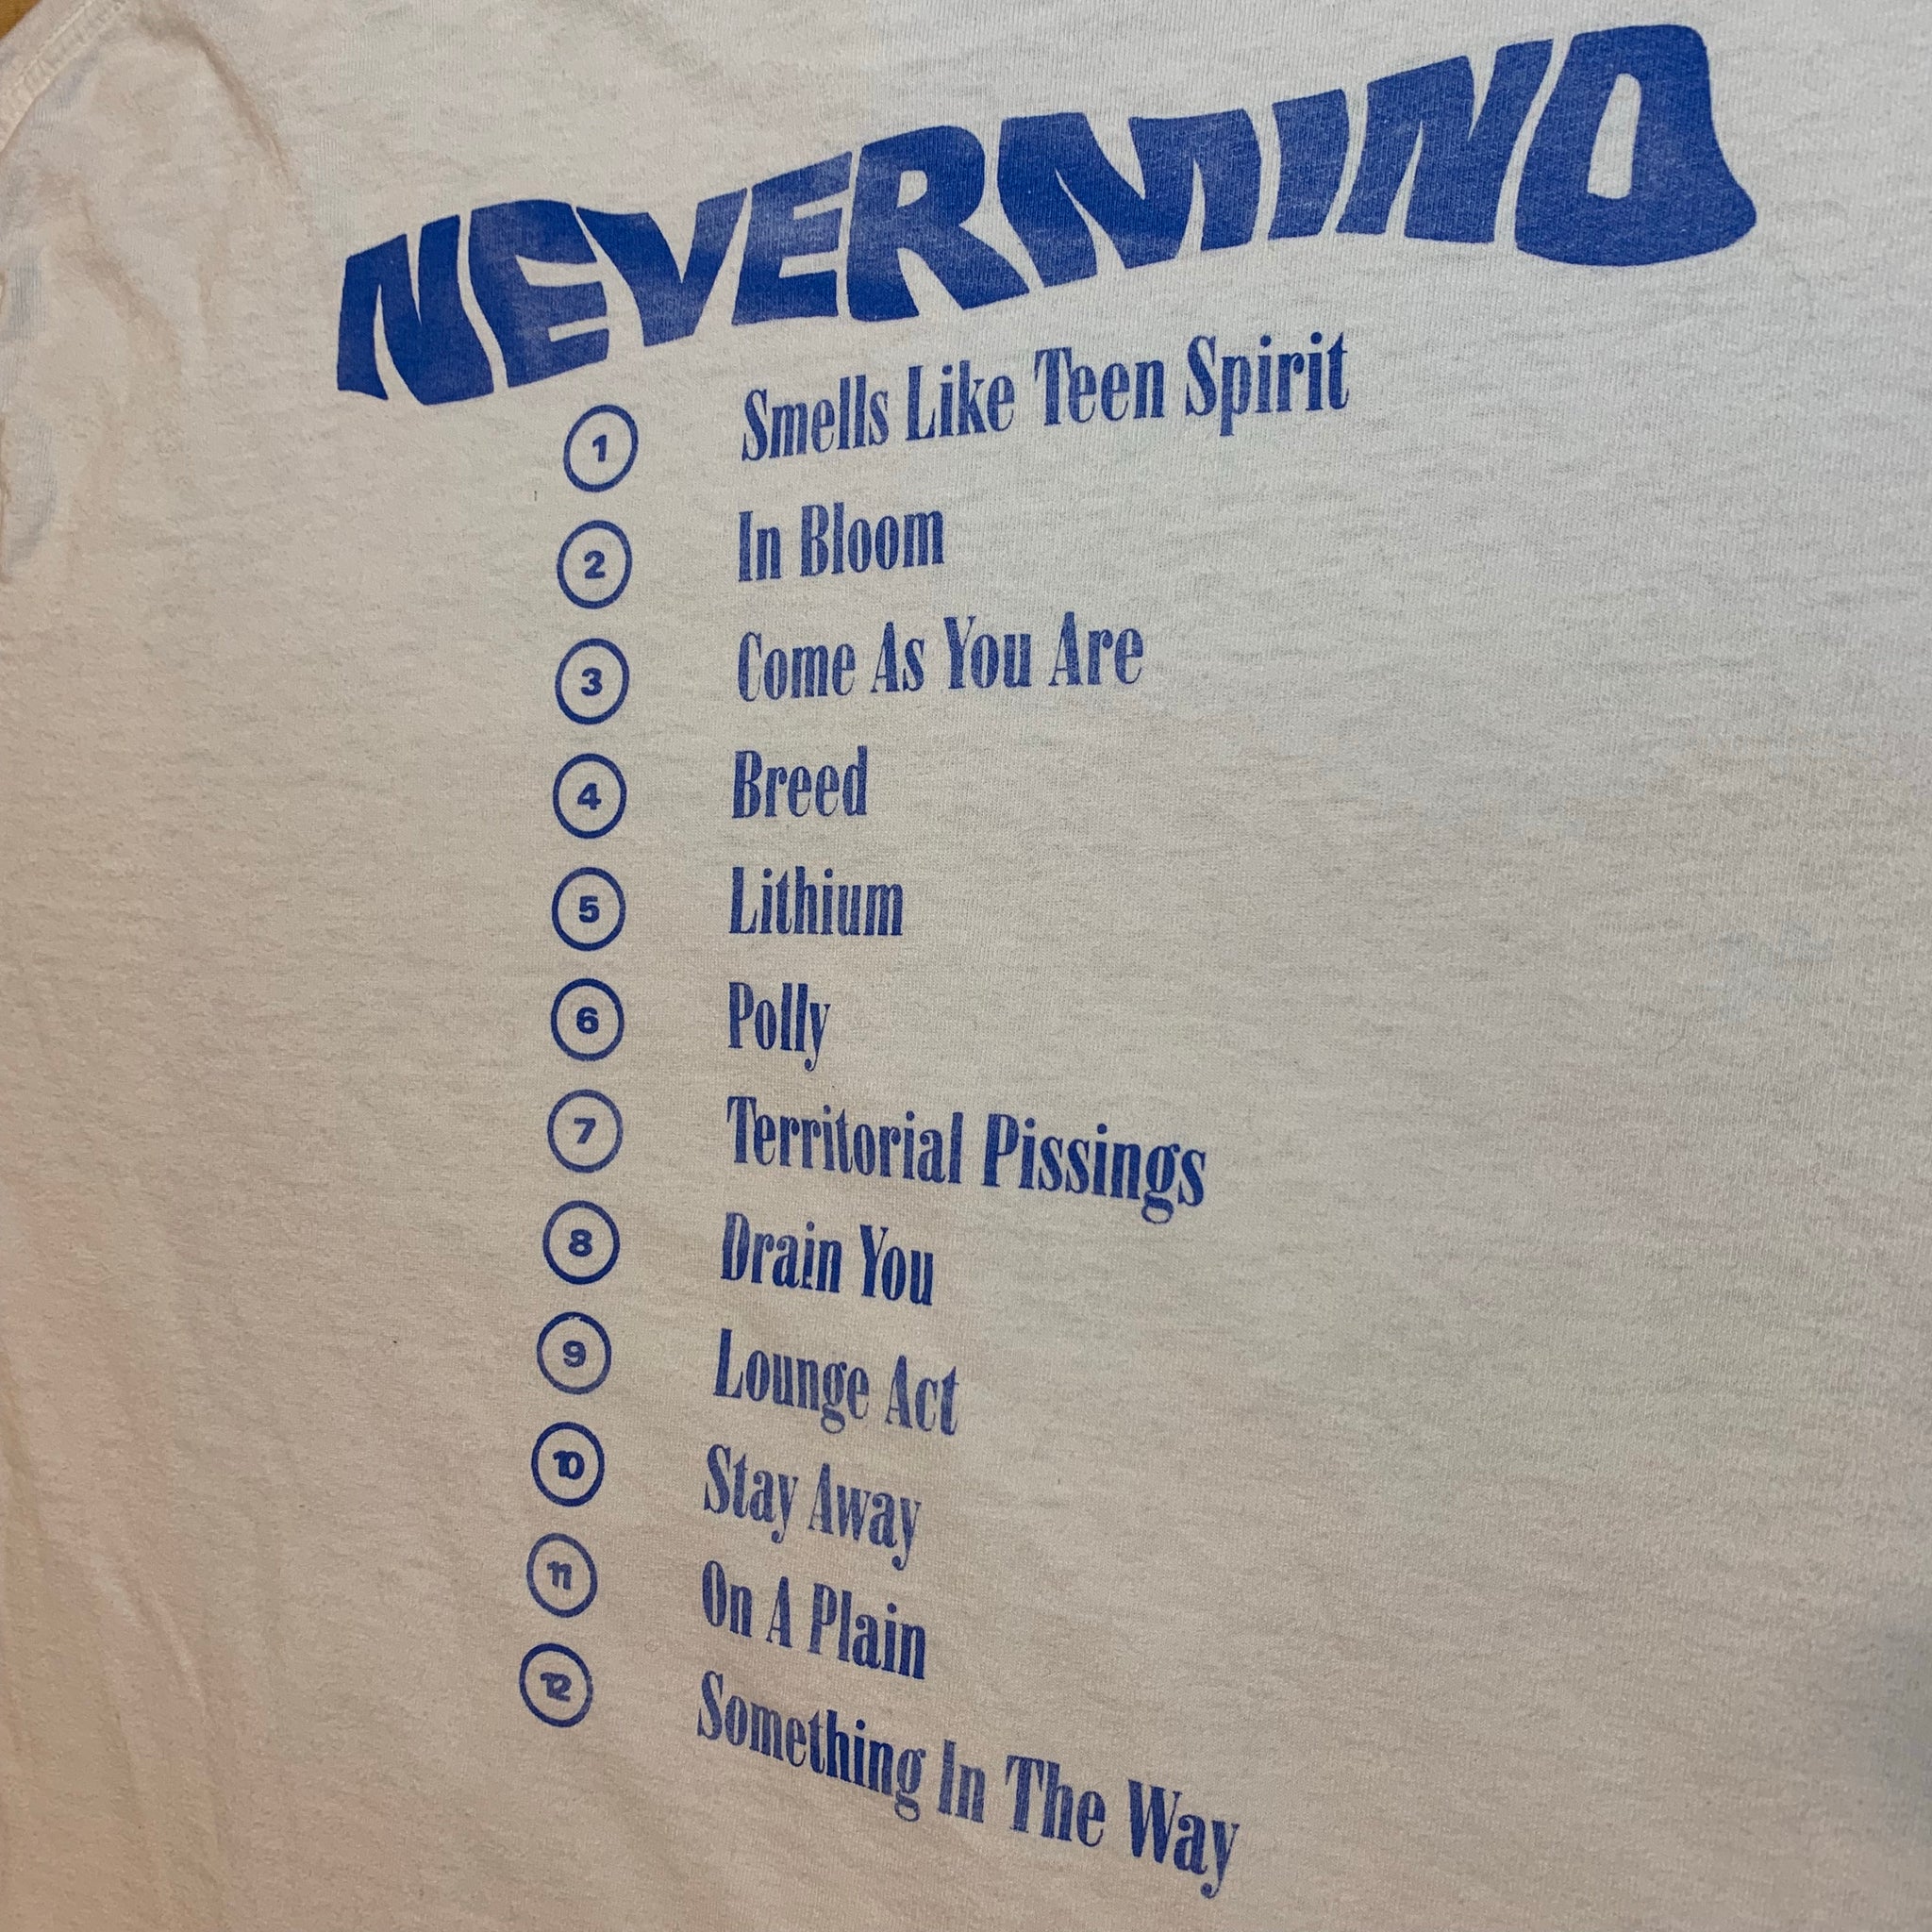 NEVERMIND
1 Smells Like Teen Spirit
2 In Bloom
3 Come As You Are
4 Breed
5 Lithium
6 Polly
7 Territorial Pissings
8 Drain You
9 Lounge Act
10 Stay Away
11 On A Plain
12 Something In The Way